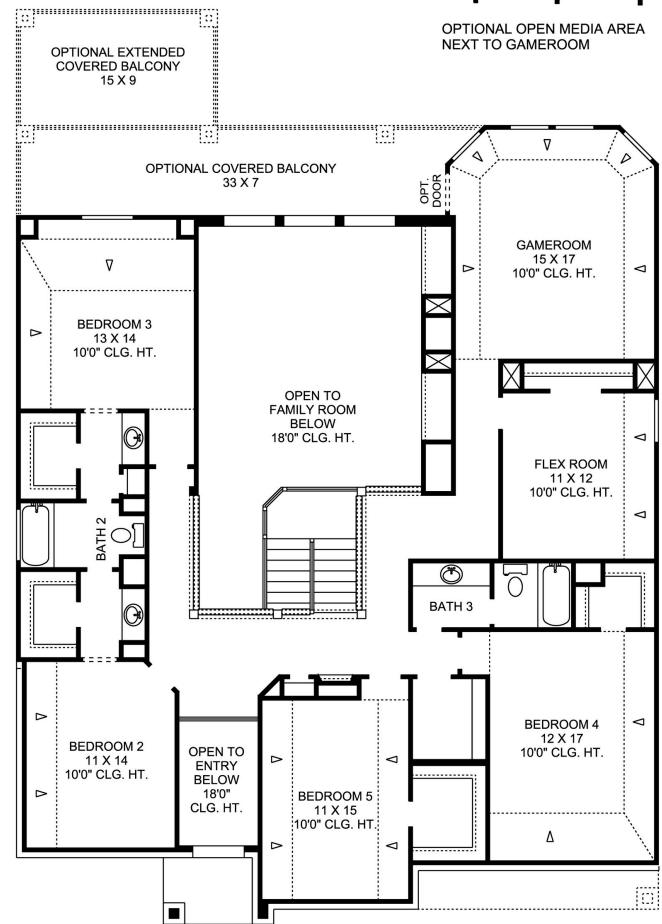 OPTIONAL OPEN MEDIA AREA
NEXT TO GAMEROOM
OPTIONAL EXTENDED
COVERED BALCONY
15 X 9
OPTIONAL COVERED BALCONY
33 X 7
OPT.
DOOR
GAMEROOM
15 X 17
10'0" CLG. HT.
BEDROOM 3
13 X 14
10'0" CLG. HT.
OPEN TO
FAMILY ROOM
BELOW
18'0" CLG. HT.
FLEX ROOM
11 X 12
10'0" CLG. HT.
BATH 2
BATH 3
BEDROOM 2
11 X 14
10'0" CLG. HT.
OPEN TO
ENTRY
BELOW
18'0"
CLG. HT.
BEDROOM 5
11 X 15
10'0" CLG. HT.
BEDROOM 4
12 X 17
10'0" CLG. HT.